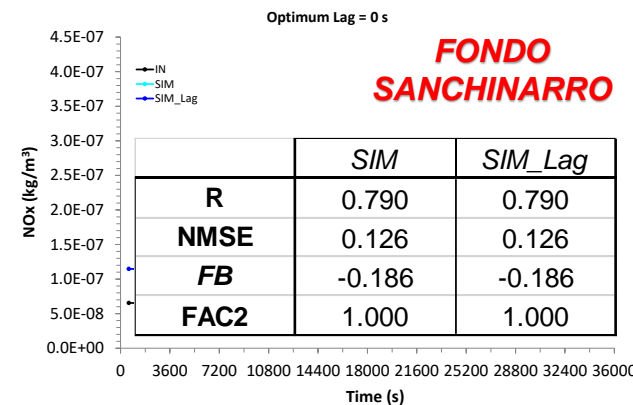 Optimum Lag = 0 s
FONDO
SANCHINARRO
IN
SIM
SIM_Lag
NOx (kg/m³)
4.5E-07
4.0E-07
3.5E-07
3.0E-07
2.5E-07
2.0E-07
1.5E-07
1.0E-07
5.0E-08
0.0E+00
SIM SIM_Lag
R 0.790 0.790
NMSE 0.126 0.126
FB -0.186 -0.186
FAC2 1.000 1.000
0 3600 7200 10800 14400 18000 21600 25200 28800 32400 36000
Time (s)